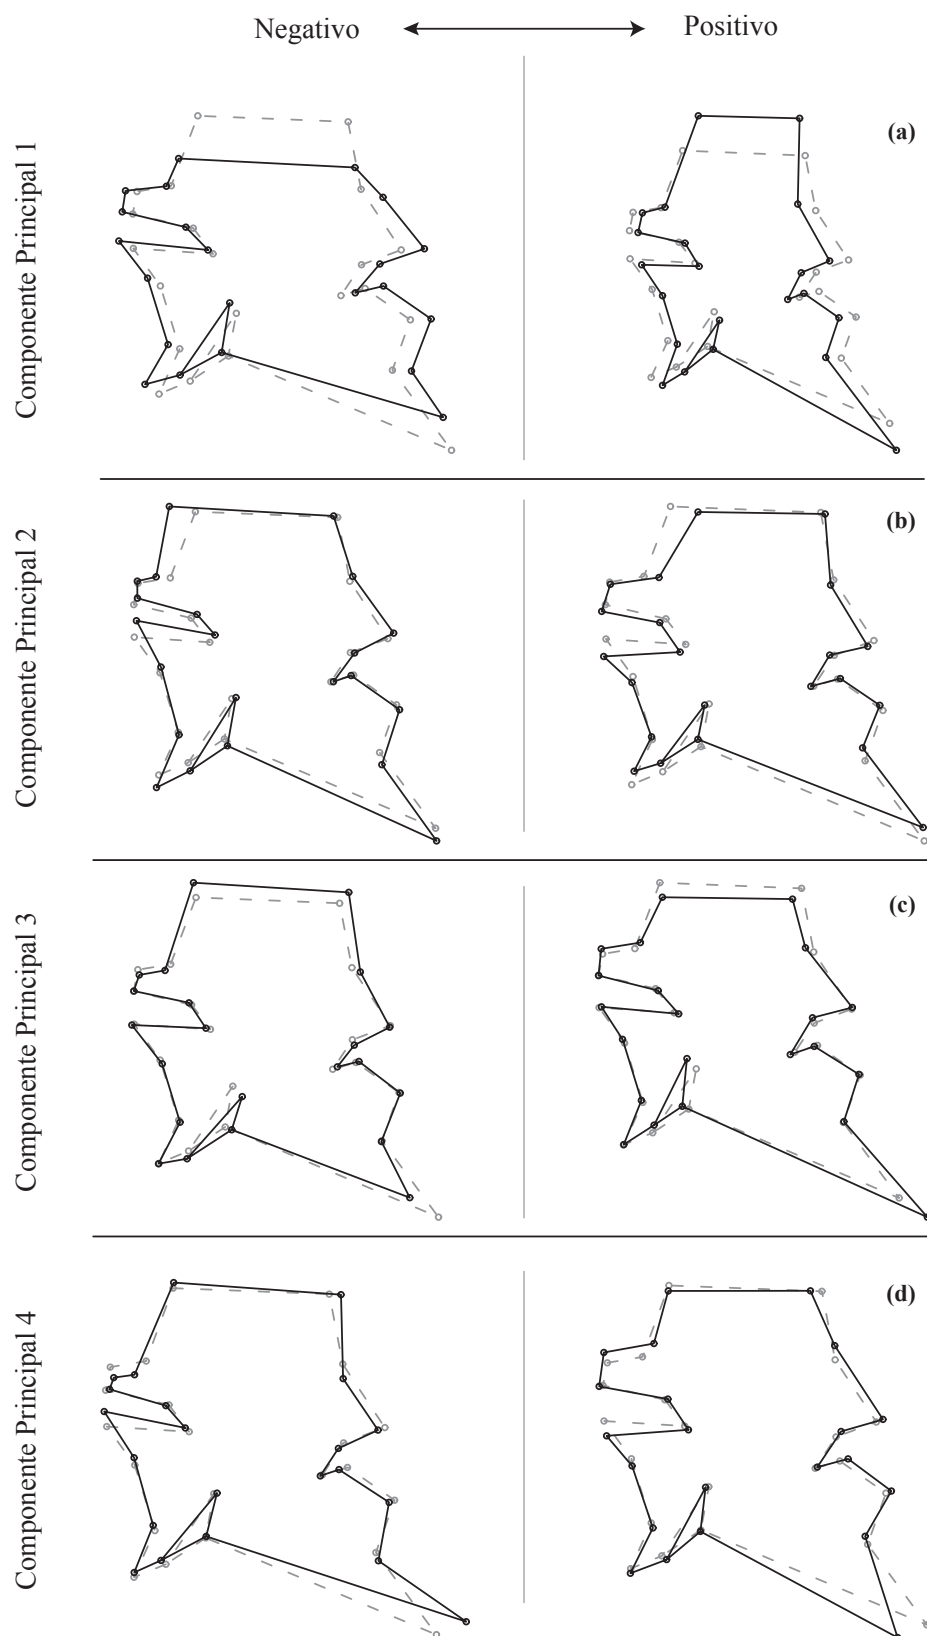 Negativo
Positivo
Componente Principal 1
(a)
Componente Principal 2
(b)
Componente Principal 3
(c)
Componente Principal 4
(d)